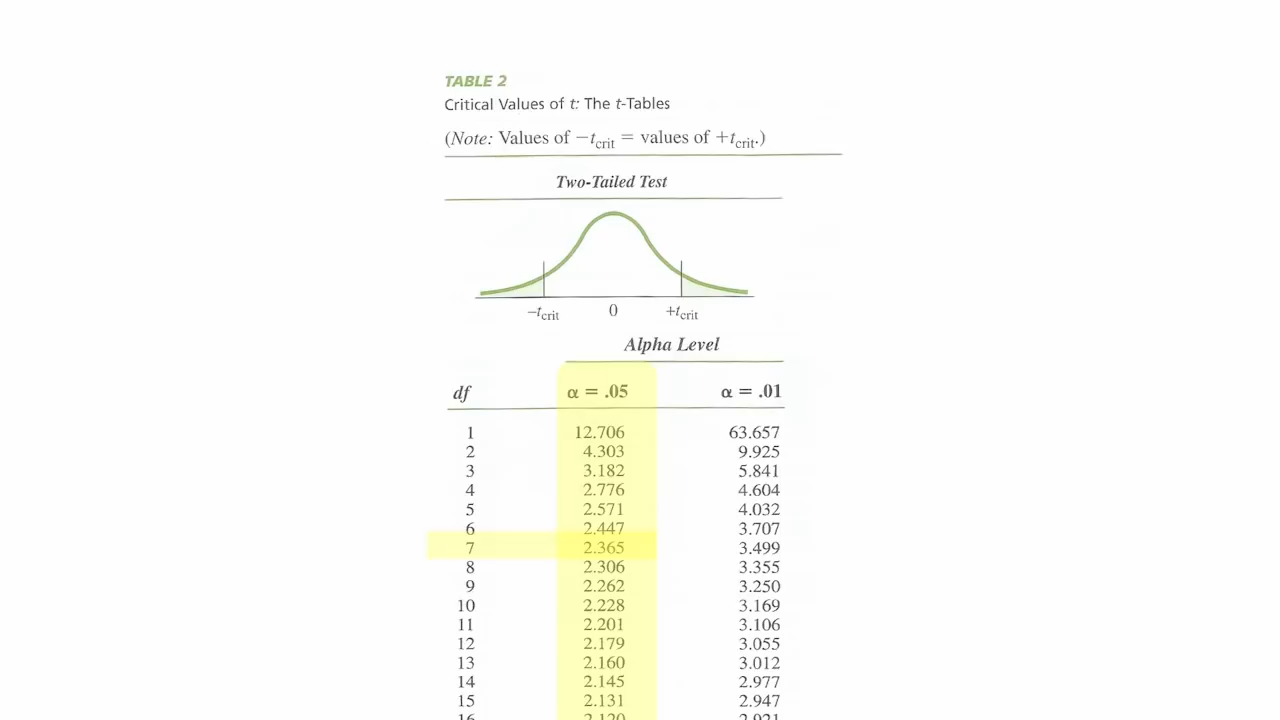 TABLE 2
Critical Values of t: The t-Tables
(Note: Values of −tcrit = values of +tcrit.)
Two-Tailed Test
−tcrit 0 +tcrit
Alpha Level
df α = .05 α = .01
1 12.706 63.657
2 4.303 9.925
3 3.182 5.841
4 2.776 4.604
5 2.571 4.032
6 2.447 3.707
7 2.365 3.499
8 2.306 3.355
9 2.262 3.250
10 2.228 3.169
11 2.201 3.106
12 2.179 3.055
13 2.160 3.012
14 2.145 2.977
15 2.131 2.947
16 2.120 2.921